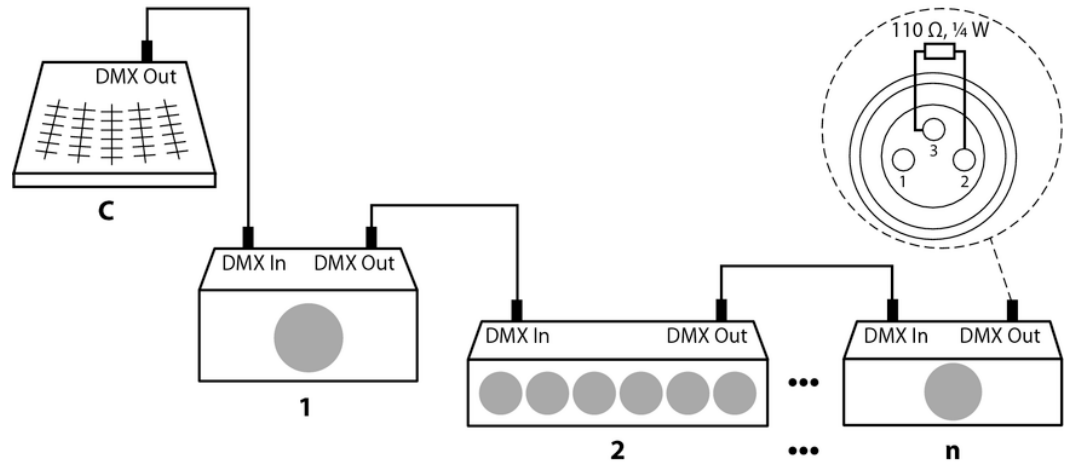 110 Ω, ¼ W
3
1
2
DMX Out
C
DMX In
DMX Out
1
DMX In
DMX Out
2
•••
•••
DMX In
DMX Out
n